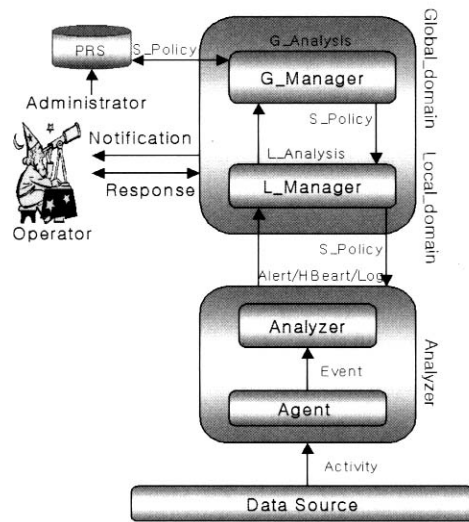 G_Analysis
PRS
S_Policy
G_Manager
Global_domain
Administrator
S_Policy
Notification
L_Analysis
Response
L_Manager
Local_domain
Operator
S_Policy
Alert/HBeart/Log
Analyzer
Analyzer
Event
Agent
Activity
Data Source